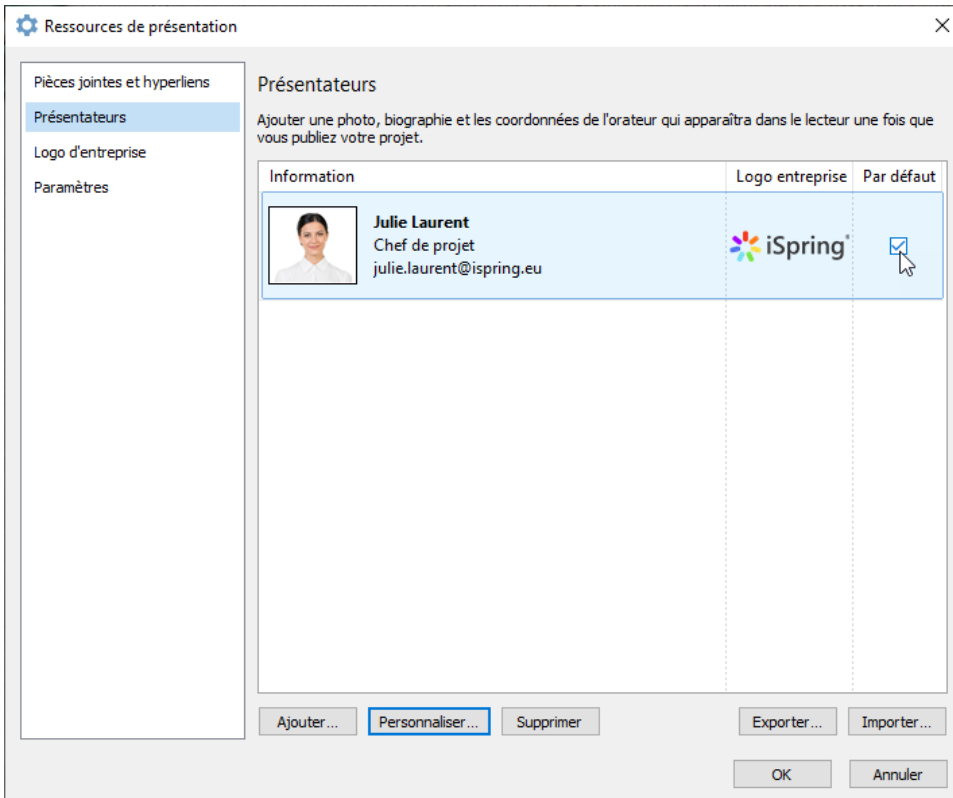 Ressources de présentation
Pièces jointes et hyperliens
Présentateurs
Logo d'entreprise
Paramètres
Présentateurs
Ajouter une photo, biographie et les coordonnées de l'orateur qui apparaîtra dans le lecteur une fois que
vous publiez votre projet.
Information Logo entreprise Par défaut
Julie Laurent
Chef de projet
julie.laurent@ispring.eu
iSpring
Ajouter... Personnaliser... Supprimer Exporter... Importer...
OK Annuler